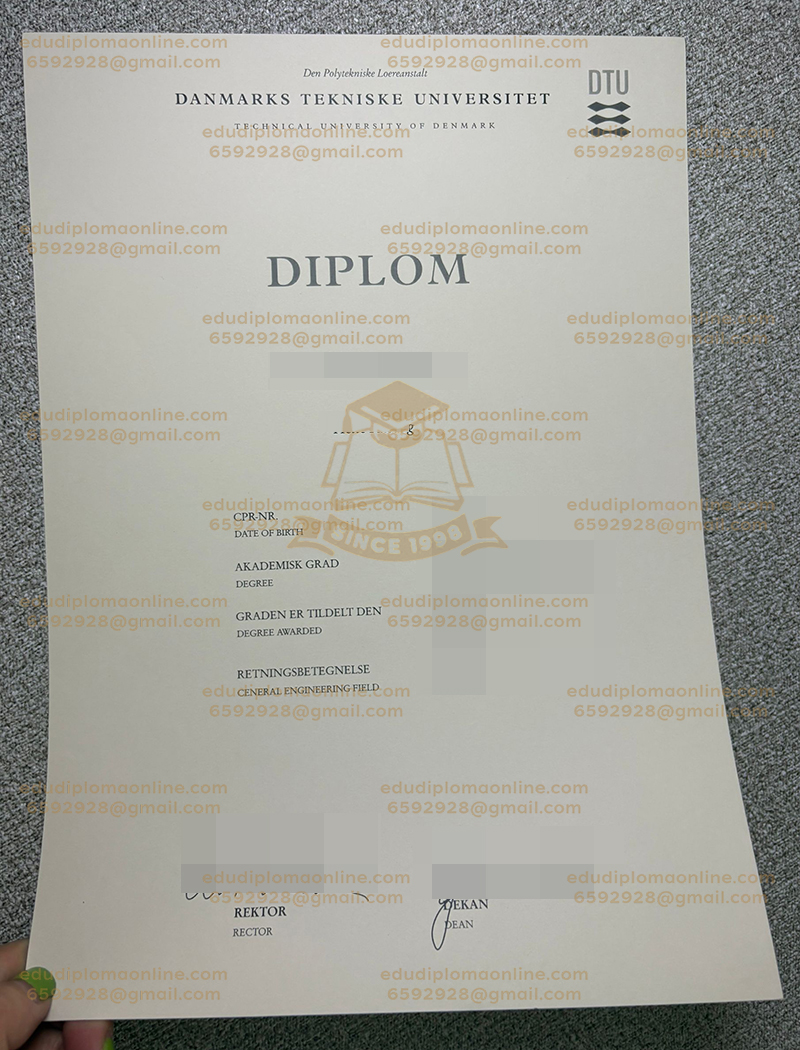 edudiplomaonline.com edudiplomaonline.com
6592928@gmail.com 6592928@gmail.com
Den Polytekniske Loereanstalt
DTU
DANMARKS TEKNISKE UNIVERSITET
TECHNICAL UNIVERSITY OF DENMARK
edudiplomaonline.com edudiplomaonline.com
6592928@gmail.com 6592928@gmail.com
edudiplomaonline.com edudiplomaonline.com
6592928@gmail.com 6592928@gmail.com
DIPLOM
edudiplomaonline.com edudiplomaonline.com
6592928@gmail.com 6592928@gmail.com
edudiplomaonline.com edudiplomaonline.com
6592928@gmail.com 6592928@gmail.com
edudiplomaonline.com edudiplomaonline.com
CPR-NR.
6592928@gmail.com 6592928@gmail.com
DATE OF BIRTH
SINCE 1998
AKADEMISK GRAD
DEGREE
edudiplomaonline.com edudiplomaonline.com
GRADEN ER TILDELT DEN
6592928@gmail.com 6592928@gmail.com
DEGREE AWARDED
RETNINGSBETEGNELSE
CENERAL ENGINEERING FIELD
edudiplomaonline.com edudiplomaonline.com
6592928@gmail.com 6592928@gmail.com
edudiplomaonline.com edudiplomaonline.com
6592928@gmail.com 6592928@gmail.com
edudiplomaonline.com edudiplomaonline.com
6592928@gmail.com 6592928@gmail.com
REKTOR DEKAN
RECTOR DEAN
edudiplomaonline.com edudiplomaonline.com
6592928@gmail.com 6592928@gmail.com